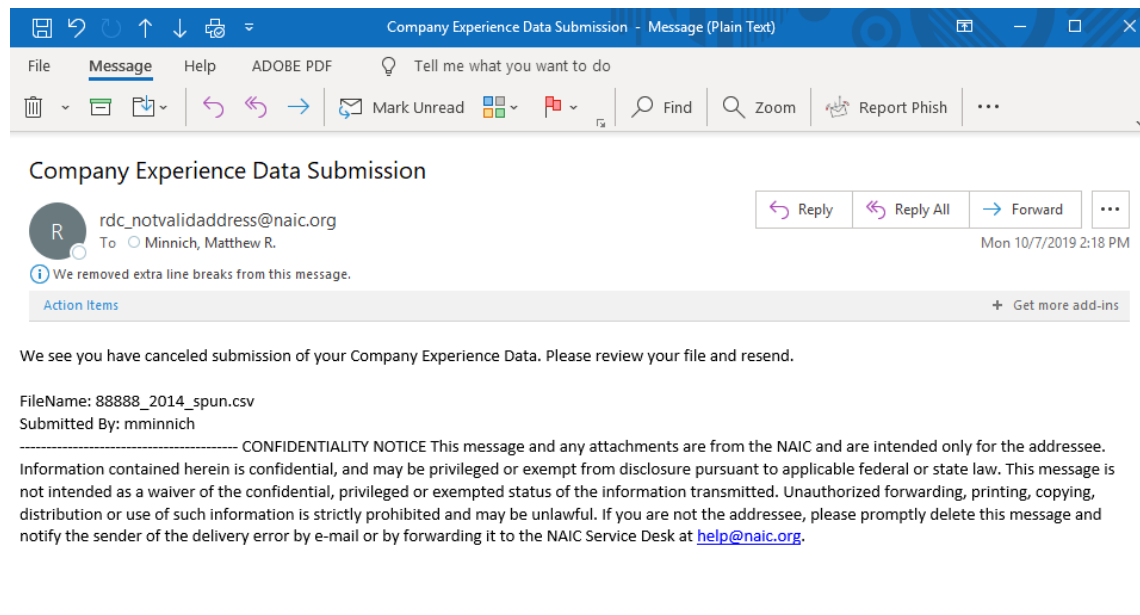 Company Experience Data Submission - Message (Plain Text)
File Message Help ADOBE PDF Tell me what you want to do
Mark Unread Find Zoom Report Phish ...
Company Experience Data Submission
R
rdc_notvalidaddress@naic.org
To Minnich, Matthew R.
Reply Reply All Forward ...
Mon 10/7/2019 2:18 PM
We removed extra line breaks from this message.
Action Items + Get more add-ins
We see you have canceled submission of your Company Experience Data. Please review your file and resend.
FileName: 88888_2014_spun.csv
Submitted By: mminnich
----------------------------------------- CONFIDENTIALITY NOTICE This message and any attachments are from the NAIC and are intended only for the addressee.
Information contained herein is confidential, and may be privileged or exempt from disclosure pursuant to applicable federal or state law. This message is
not intended as a waiver of the confidential, privileged or exempted status of the information transmitted. Unauthorized forwarding, printing, copying,
distribution or use of such information is strictly prohibited and may be unlawful. If you are not the addressee, please promptly delete this message and
notify the sender of the delivery error by e-mail or by forwarding it to the NAIC Service Desk at help@naic.org.